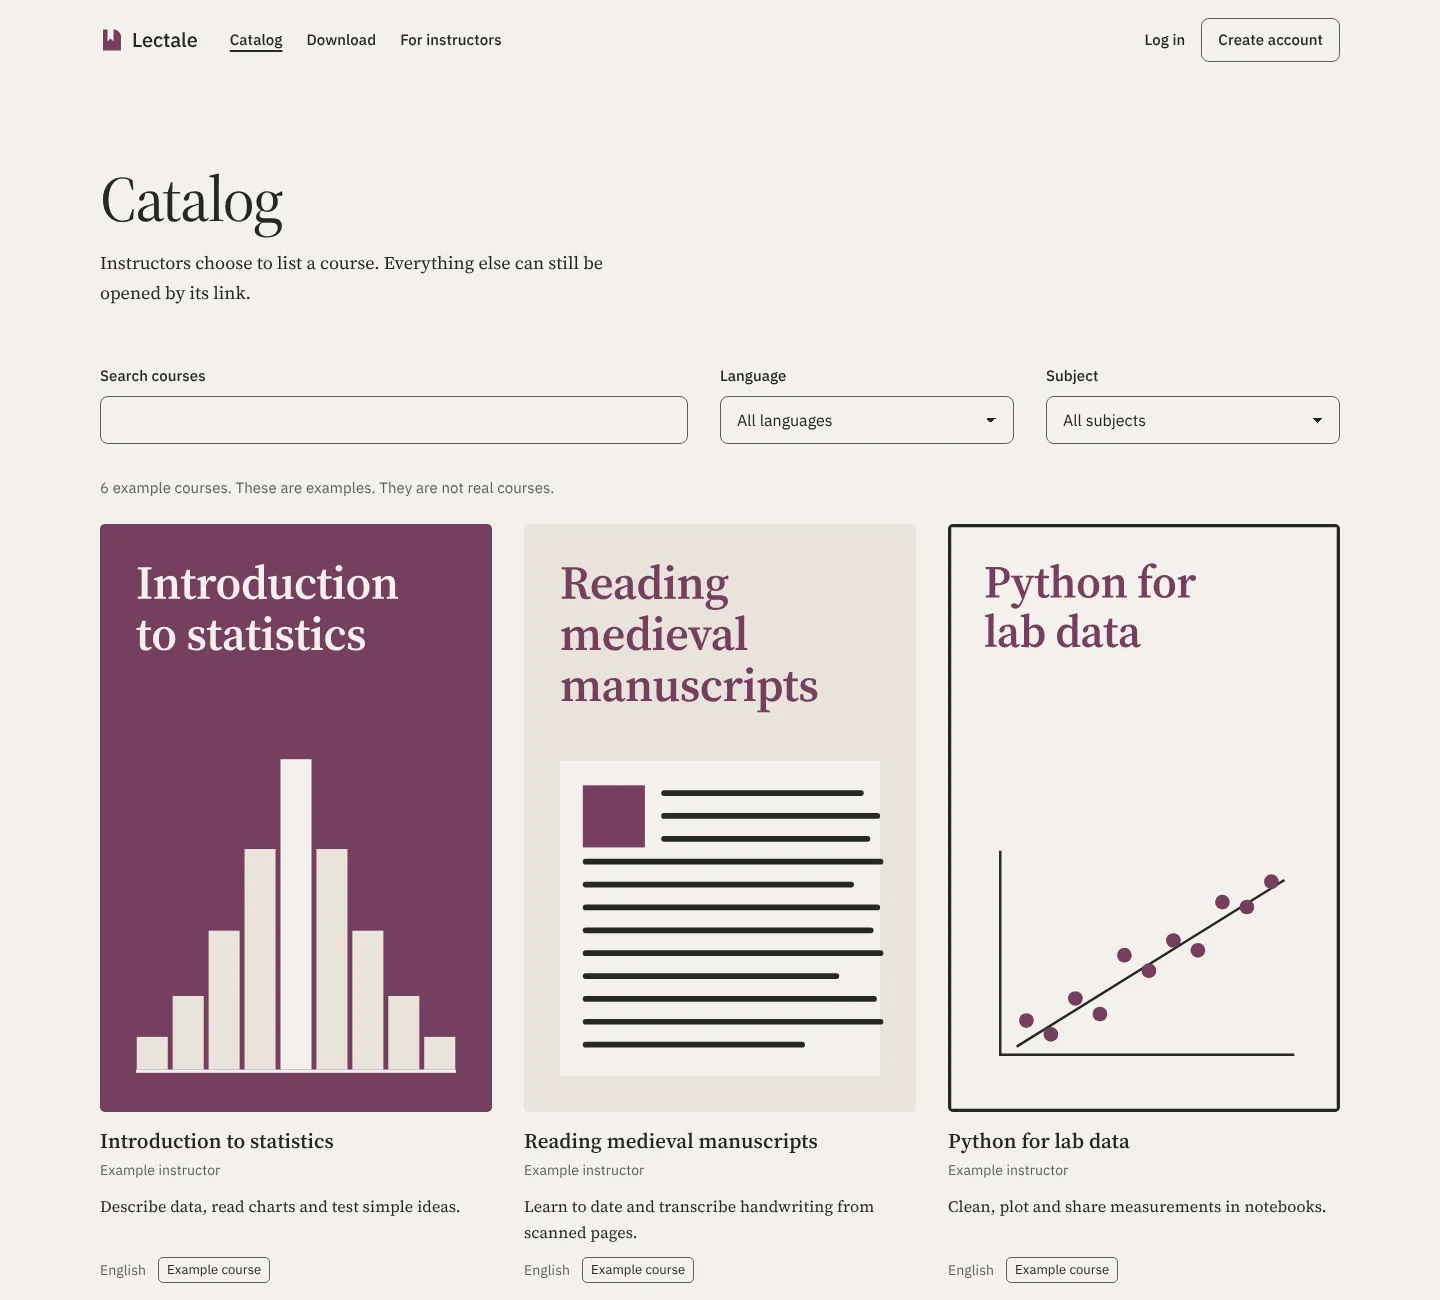 Lectale
Catalog
Download
For instructors
Log in
Create account
Catalog
Instructors choose to list a course. Everything else can still be
opened by its link.
Search courses
Language
Subject
All languages
All subjects
6 example courses. These are examples. They are not real courses.
Introduction
to statistics
Reading
medieval
manuscripts
Python for
lab data
Introduction to statistics
Example instructor
Describe data, read charts and test simple ideas.
English
Example course
Reading medieval manuscripts
Example instructor
Learn to date and transcribe handwriting from
scanned pages.
English
Example course
Python for lab data
Example instructor
Clean, plot and share measurements in notebooks.
English
Example course